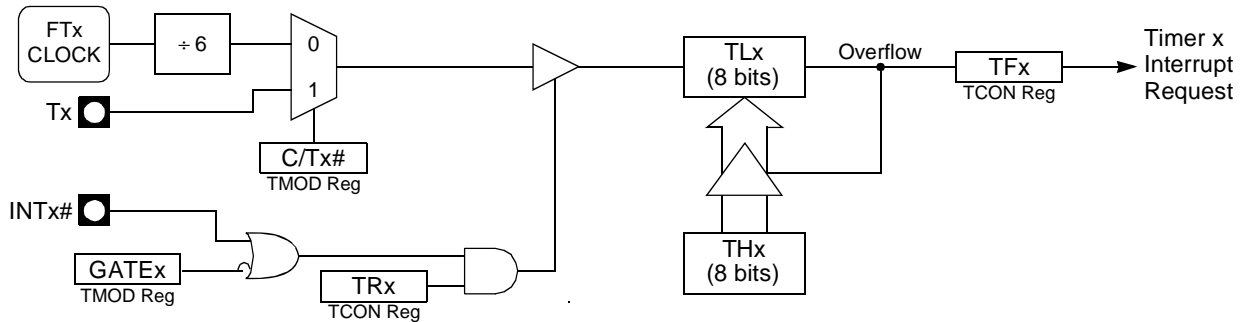 FTx
CLOCK
÷ 6
0
1
Tx
C/Tx#
TMOD Reg
INTx#
GATEx
TMOD Reg
TRx
TCON Reg
TLx
(8 bits)
Overflow
TFx
TCON Reg
Timer x
Interrupt
Request
THx
(8 bits)